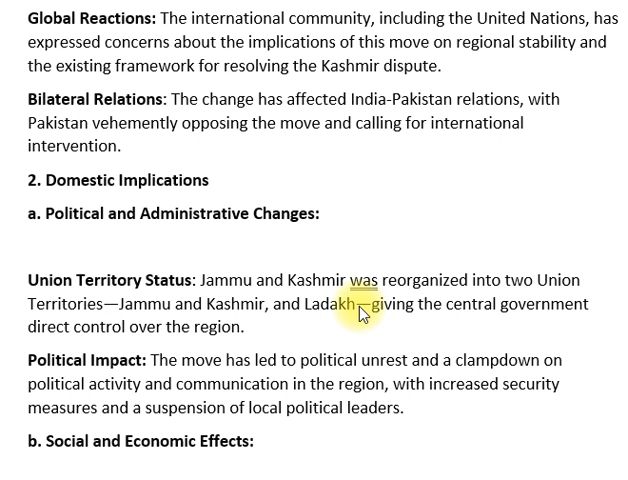 Global Reactions: The international community, including the United Nations, has
expressed concerns about the implications of this move on regional stability and
the existing framework for resolving the Kashmir dispute.
Bilateral Relations: The change has affected India-Pakistan relations, with
Pakistan vehemently opposing the move and calling for international
intervention.
2. Domestic Implications
a. Political and Administrative Changes:
Union Territory Status: Jammu and Kashmir was reorganized into two Union
Territories—Jammu and Kashmir, and Ladakh—giving the central government
direct control over the region.
Political Impact: The move has led to political unrest and a clampdown on
political activity and communication in the region, with increased security
measures and a suspension of local political leaders.
b. Social and Economic Effects: